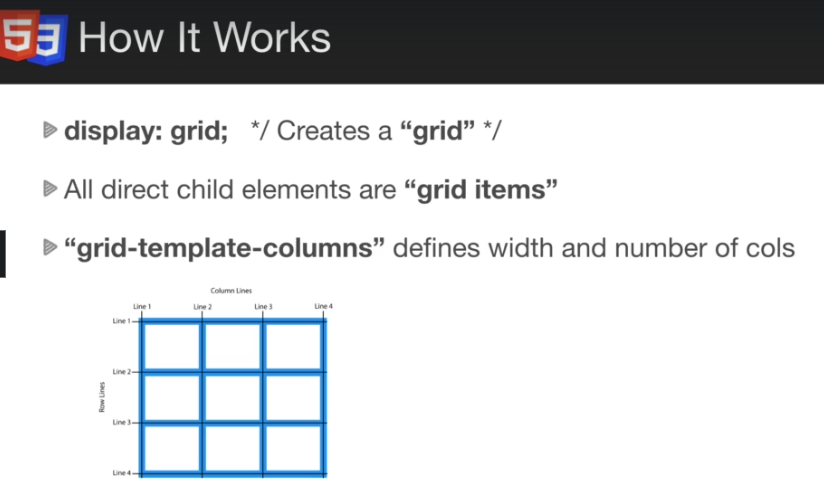 53 How It Works
display: grid; */ Creates a “grid” */
All direct child elements are “grid items”
“grid-template-columns” defines width and number of cols
Column Lines
Line 1 Line 2 Line 3 Line 4
Row Lines
Line 1
Line 2
Line 3
Line 4